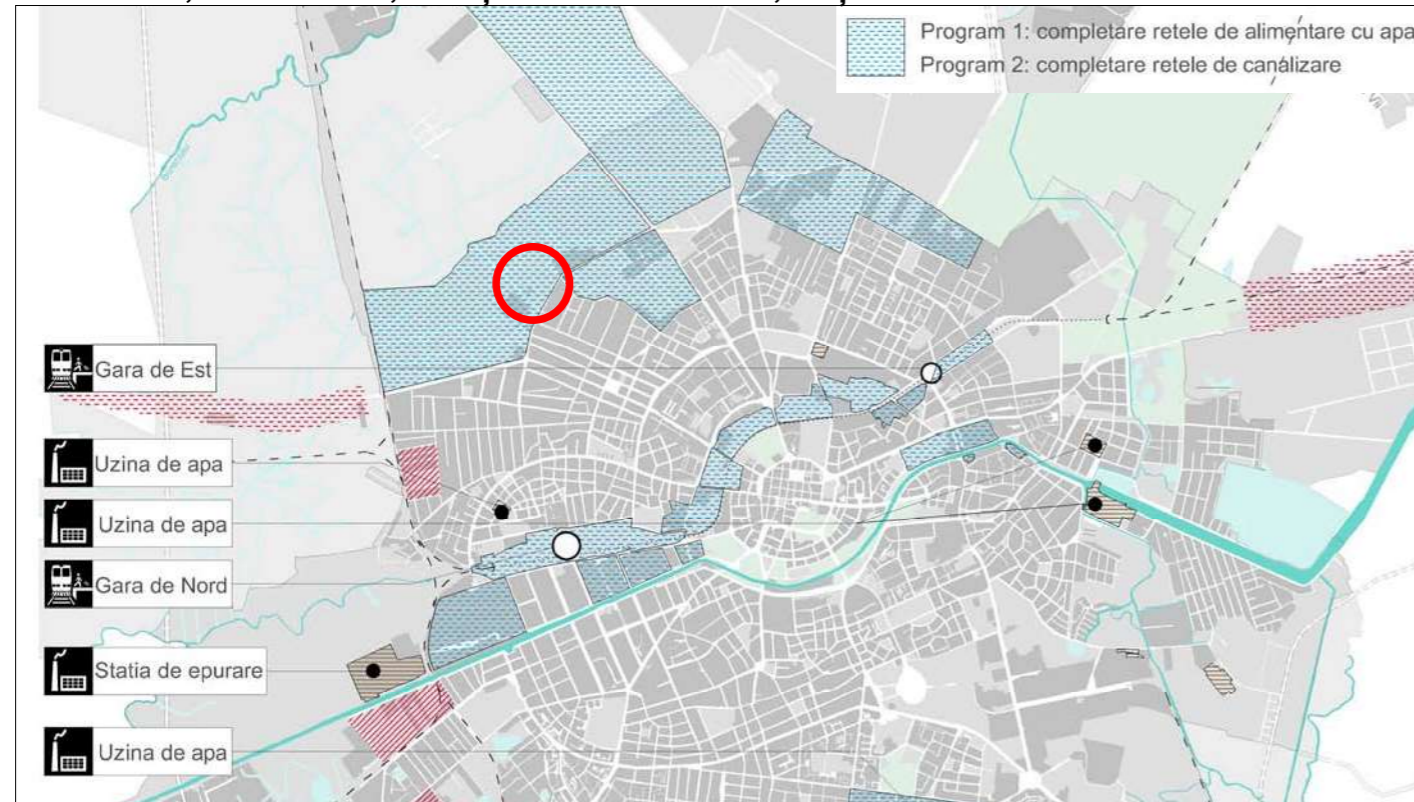 Program 1: completare retele de alimentare cu apa
Program 2: completare retele de canalizare
Gara de Est
Uzina de apa
Uzina de apa
Gara de Nord
Statia de epurare
Uzina de apa